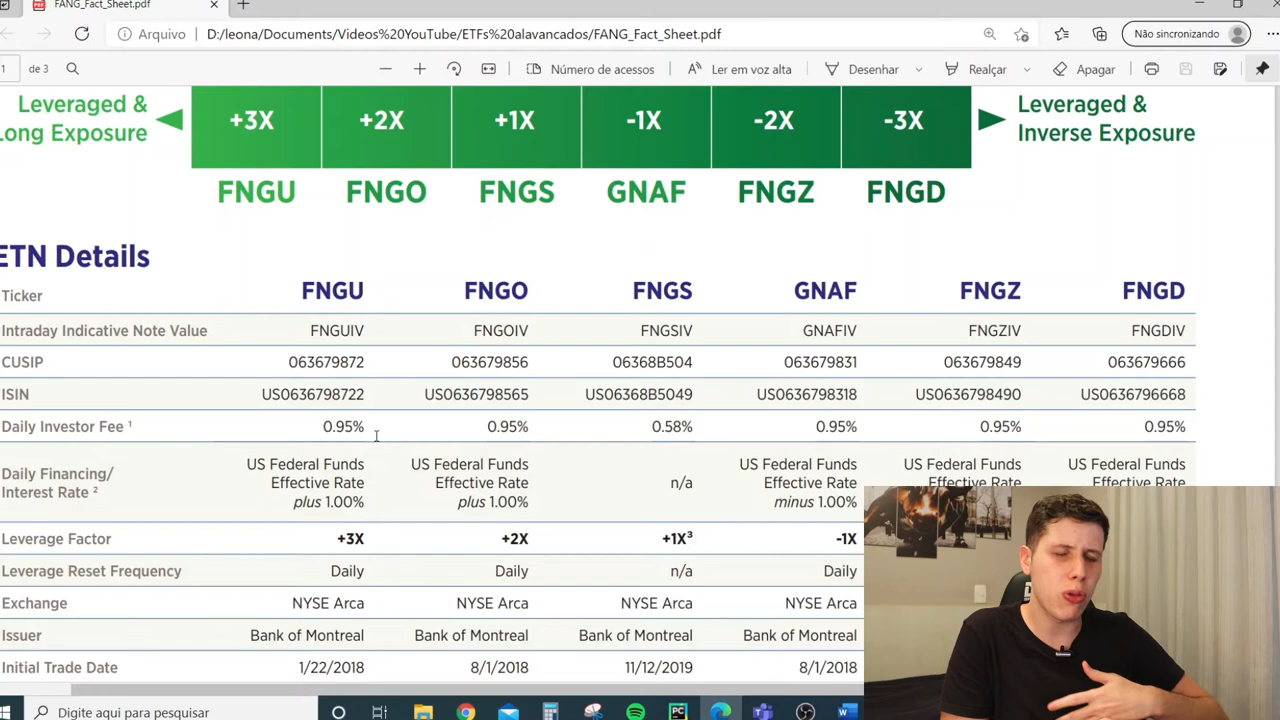 FANG_Fact_Sheet.pdf
Arquivo D:/leona/Documents/Videos%20YouTube/ETFs%20alavancados/FANG_Fact_Sheet.pdf Não sincronizando
1 de 3 Número de acessos Ler em voz alta Desenhar Realçar Apagar
Leveraged & Long Exposure +3X +2X +1X -1X -2X -3X Leveraged & Inverse Exposure
FNGU FNGO FNGS GNAF FNGZ FNGD
ETN Details
Ticker FNGU FNGO FNGS GNAF FNGZ FNGD
Intraday Indicative Note Value FNGUIV FNGOIV FNGSIV GNAFIV FNGZIV FNGDIV
CUSIP 063679872 063679856 06368B504 063679831 063679849 063679666
ISIN US0636798722 US0636798565 US06368B5049 US0636798318 US0636798490 US0636796668
Daily Investor Fee ¹ 0.95% 0.95% 0.58% 0.95% 0.95% 0.95%
Daily Financing/ Interest Rate ² US Federal Funds Effective Rate plus 1.00% US Federal Funds Effective Rate plus 1.00% n/a US Federal Funds Effective Rate minus 1.00% US Federal Funds Effective Rate US Federal Funds Effective Rate
Leverage Factor +3X +2X +1X³ -1X
Leverage Reset Frequency Daily Daily n/a Daily
Exchange NYSE Arca NYSE Arca NYSE Arca NYSE Arca
Issuer Bank of Montreal Bank of Montreal Bank of Montreal Bank of Montreal
Initial Trade Date 1/22/2018 8/1/2018 11/12/2019 8/1/2018
Digite aqui para pesquisar